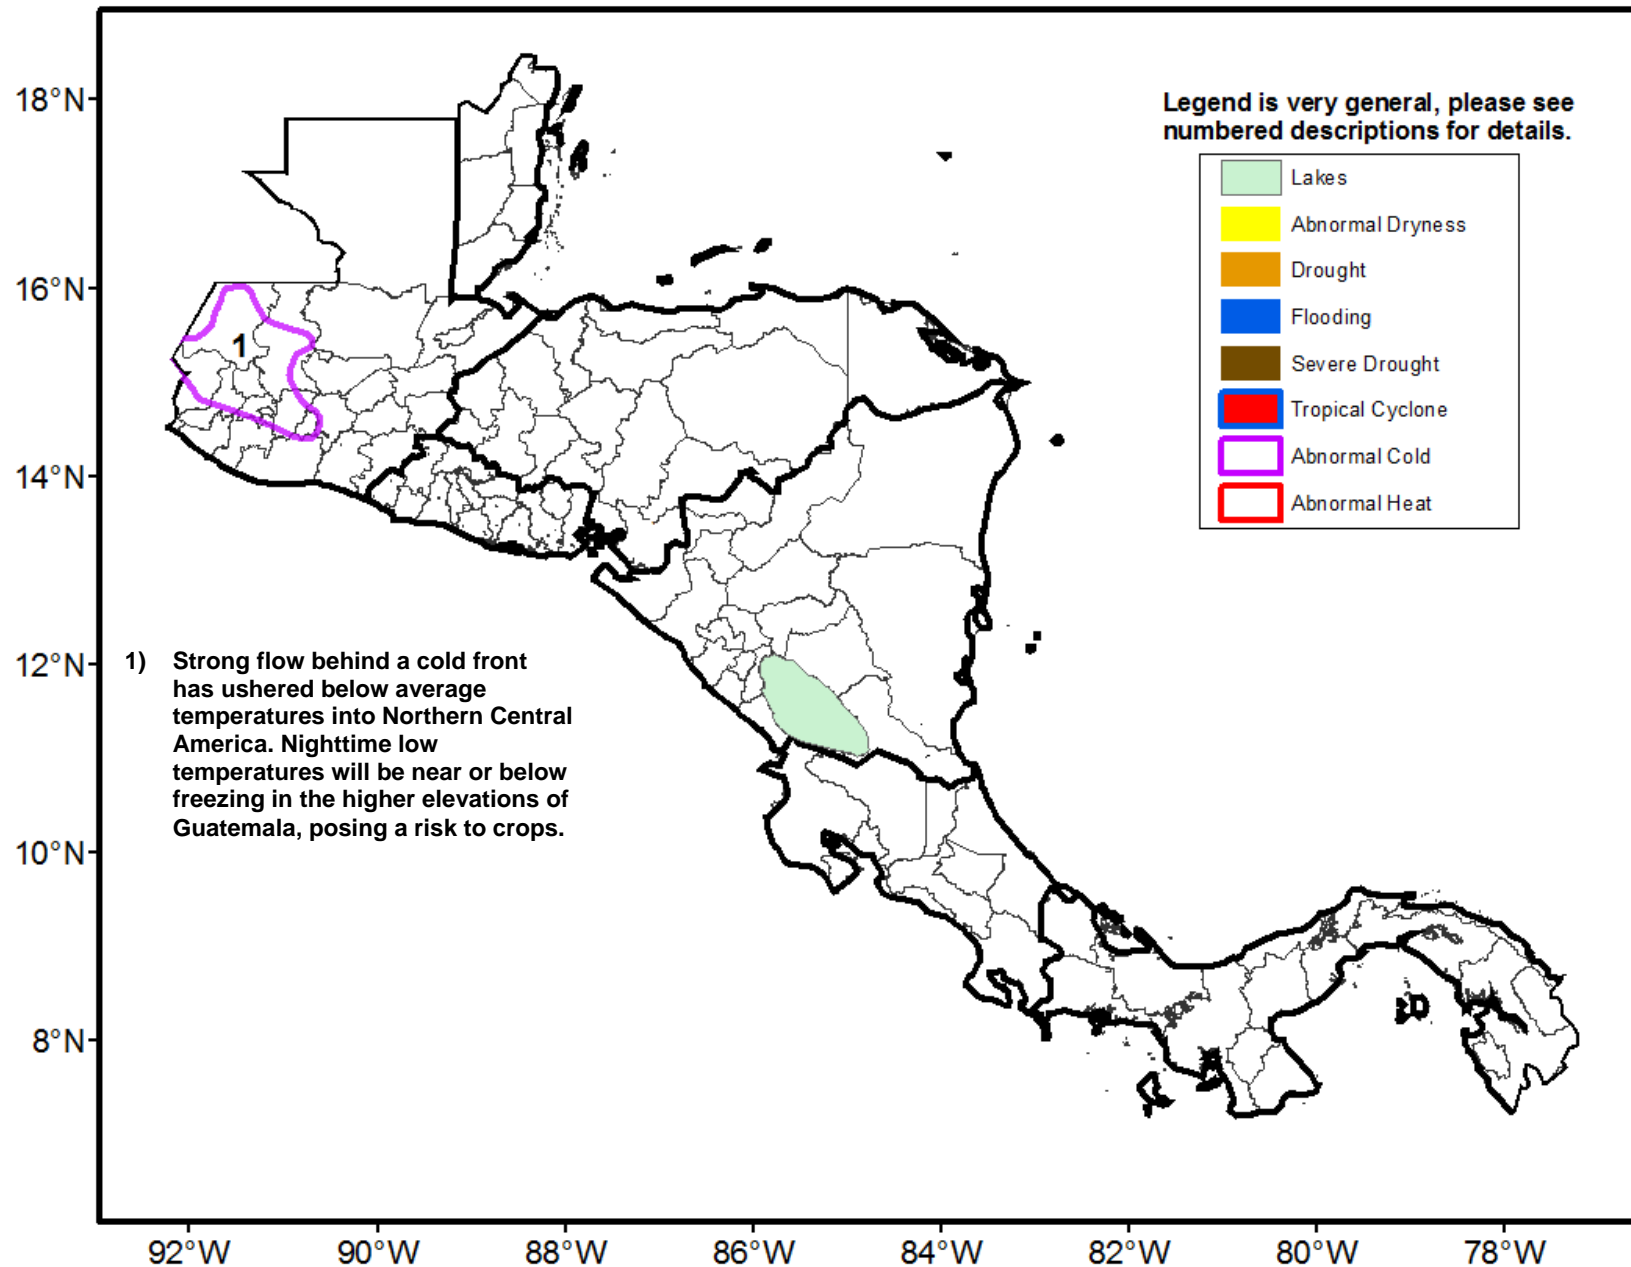 18°N
16°N
14°N
12°N
10°N
8°N
92°W
90°W
88°W
86°W
84°W
82°W
80°W
78°W
Legend is very general, please see
numbered descriptions for details.
Lakes
Abnormal Dryness
Drought
Flooding
Severe Drought
Tropical Cyclone
Abnormal Cold
Abnormal Heat
1
1) Strong flow behind a cold front
has ushered below average
temperatures into Northern Central
America. Nighttime low
temperatures will be near or below
freezing in the higher elevations of
Guatemala, posing a risk to crops.